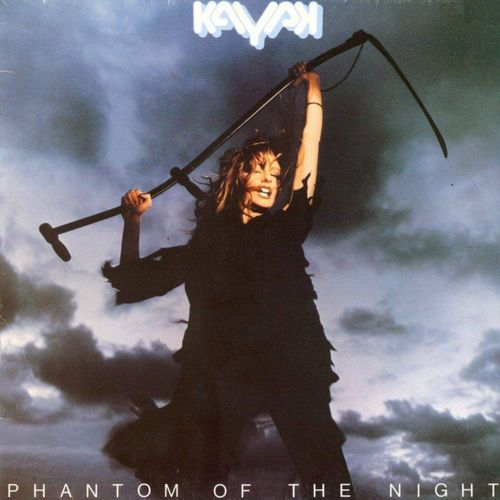 KAYAK
PHANTOM OF THE NIGHT